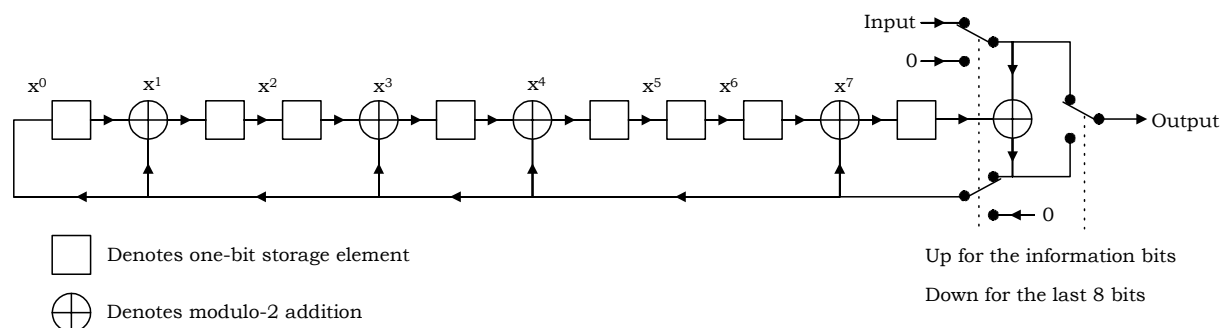 Input
0
x⁰
x¹
x²
x³
x⁴
x⁵
x⁶
x⁷
Output
0
Denotes one-bit storage element
Denotes modulo-2 addition
Up for the information bits
Down for the last 8 bits